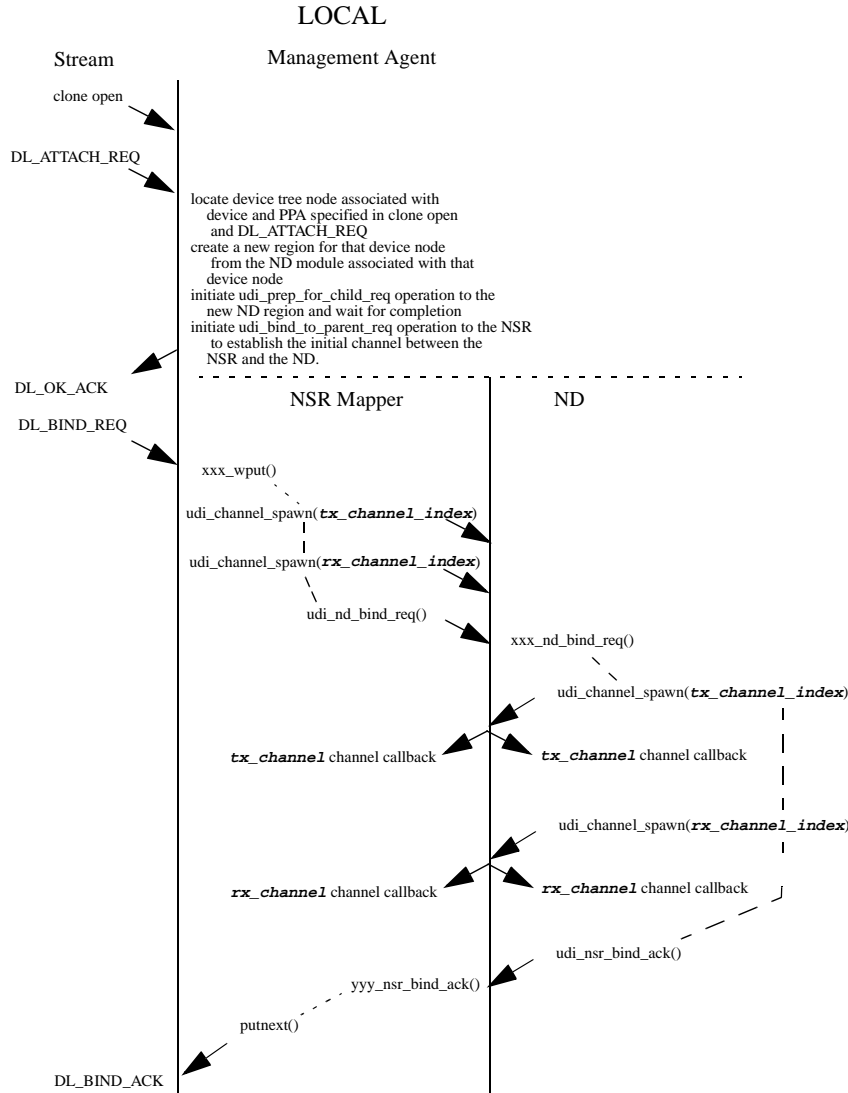 LOCAL
Stream
Management Agent
clone open
DL_ATTACH_REQ
locate device tree node associated with
device and PPA specified in clone open
and DL_ATTACH_REQ
create a new region for that device node
from the ND module associated with that
device node
initiate udi_prep_for_child_req operation to the
new ND region and wait for completion
initiate udi_bind_to_parent_req operation to the NSR
to establish the initial channel between the
NSR and the ND.
DL_OK_ACK
NSR Mapper
ND
DL_BIND_REQ
xxx_wput()
udi_channel_spawn(tx_channel_index)
udi_channel_spawn(rx_channel_index)
udi_nd_bind_req()
xxx_nd_bind_req()
udi_channel_spawn(tx_channel_index)
tx_channel channel callback
tx_channel channel callback
udi_channel_spawn(rx_channel_index)
rx_channel channel callback
rx_channel channel callback
udi_nsr_bind_ack()
yyy_nsr_bind_ack()
putnext()
DL_BIND_ACK